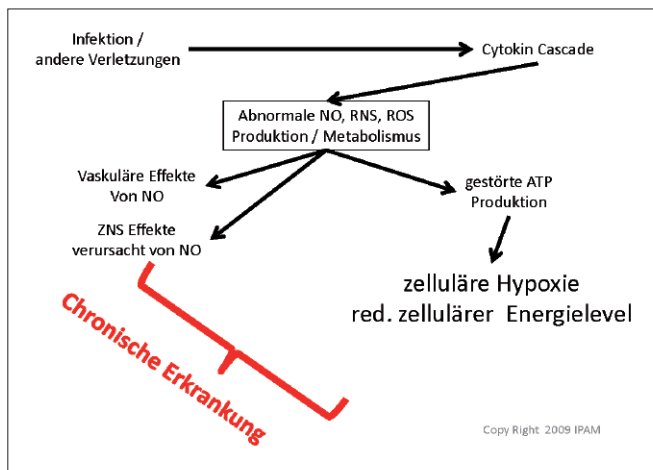 Infektion /
andere Verletzungen
Cytokin Cascade
Abnormale NO, RNS, ROS
Produktion / Metabolismus
Vaskuläre Effekte
Von NO
gestörte ATP
Produktion
ZNS Effekte
verursacht von NO
zelluläre Hypoxie
red. zellulärer Energielevel
Chronische Erkrankung
Copy Right 2009 IPAM